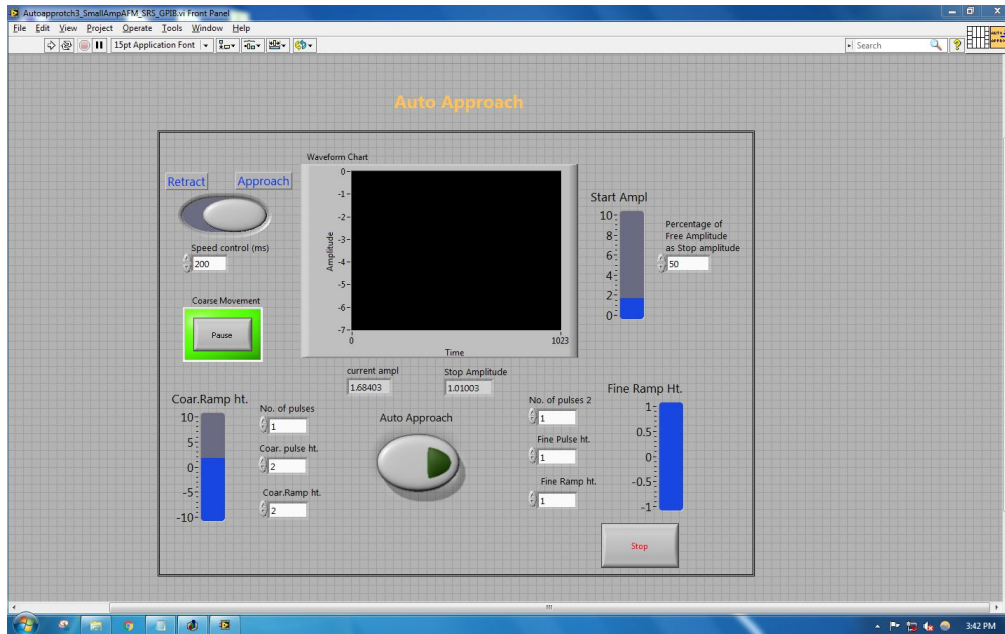 Autoapprotch3_SmallAmpAFM_SRS_GPIB.vi Front Panel
File Edit View Project Operate Tools Window Help
15pt Application Font
Search
Auto Approach
Waveform Chart
Retract Approach
Speed control (ms)
200
Coarse Movement
Pause
Amplitude
0
-1
-2
-3
-4
-5
-6
-7
0 1023
Time
Start Ampl
10
8
6
4
2
0
Percentage of
Free Amplitude
as Stop amplitude
50
current ampl
1.68403
Stop Amplitude
1.01003
Coar.Ramp ht.
10
5
0
-5
-10
No. of pulses
1
Coar. pulse ht.
2
Coar.Ramp ht.
2
Auto Approach
No. of pulses 2
1
Fine Pulse ht.
1
Fine Ramp ht.
1
Fine Ramp Ht.
1
0.5
0
-0.5
-1
Stop
3:42 PM